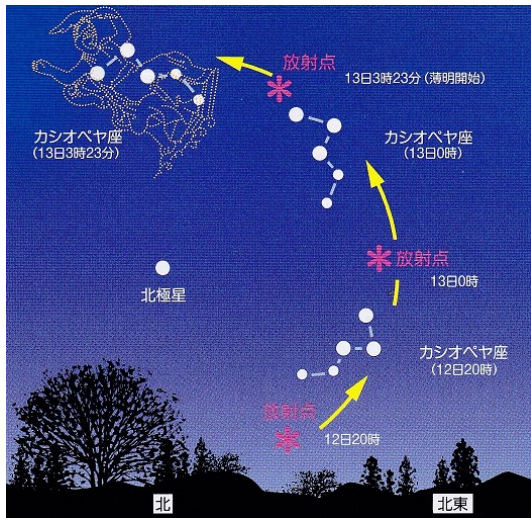 放射点
13日3時23分(薄明開始)
カシオペヤ座
(13日3時23分)
カシオペヤ座
(13日0時)
放射点
13日0時
北極星
カシオペヤ座
(12日20時)
放射点
12日20時
北
北東